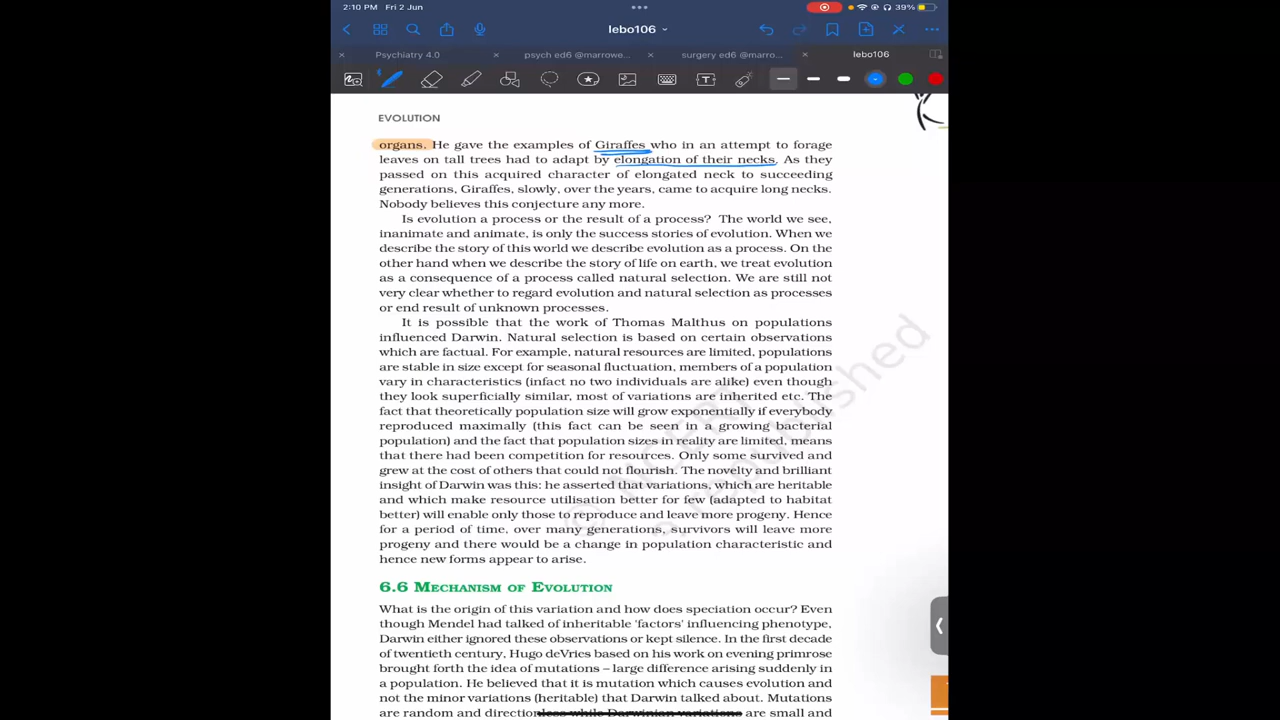 2:10 PM Fri 2 Jun
39%
lebo106
Psychiatry 4.0
psych ed6 @marrowe...
surgery ed6 @marro...
lebo106
EVOLUTION
organs. He gave the examples of Giraffes who in an attempt to forage
leaves on tall trees had to adapt by elongation of their necks. As they
passed on this acquired character of elongated neck to succeeding
generations, Giraffes, slowly, over the years, came to acquire long necks.
Nobody believes this conjecture any more.
Is evolution a process or the result of a process? The world we see,
inanimate and animate, is only the success stories of evolution. When we
describe the story of this world we describe evolution as a process. On the
other hand when we describe the story of life on earth, we treat evolution
as a consequence of a process called natural selection. We are still not
very clear whether to regard evolution and natural selection as processes
or end result of unknown processes.
It is possible that the work of Thomas Malthus on populations
influenced Darwin. Natural selection is based on certain observations
which are factual. For example, natural resources are limited, populations
are stable in size except for seasonal fluctuation, members of a population
vary in characteristics (infact no two individuals are alike) even though
they look superficially similar, most of variations are inherited etc. The
fact that theoretically population size will grow exponentially if everybody
reproduced maximally (this fact can be seen in a growing bacterial
population) and the fact that population sizes in reality are limited, means
that there had been competition for resources. Only some survived and
grew at the cost of others that could not flourish. The novelty and brilliant
insight of Darwin was this: he asserted that variations, which are heritable
and which make resource utilisation better for few (adapted to habitat
better) will enable only those to reproduce and leave more progeny. Hence
for a period of time, over many generations, survivors will leave more
progeny and there would be a change in population characteristic and
hence new forms appear to arise.
6.6 MECHANISM OF EVOLUTION
What is the origin of this variation and how does speciation occur? Even
though Mendel had talked of inheritable 'factors' influencing phenotype,
Darwin either ignored these observations or kept silence. In the first decade
of twentieth century, Hugo deVries based on his work on evening primrose
brought forth the idea of mutations – large difference arising suddenly in
a population. He believed that it is mutation which causes evolution and
not the minor variations (heritable) that Darwin talked about. Mutations
are random and directionless while Darwinian variations are small and
© NCERT
republished